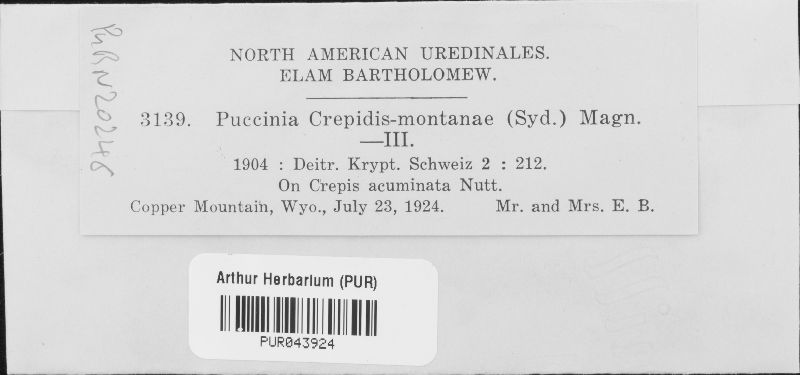 PURN20246
NORTH AMERICAN UREDINALES.
ELAM BARTHOLOMEW.
3139. Puccinia Crepidis-montanae (Syd.) Magn.
—III.
1904 : Deitr. Krypt. Schweiz 2 : 212.
On Crepis acuminata Nutt.
Copper Mountain, Wyo., July 23, 1924. Mr. and Mrs. E. B.
Arthur Herbarium (PUR)
PUR043924